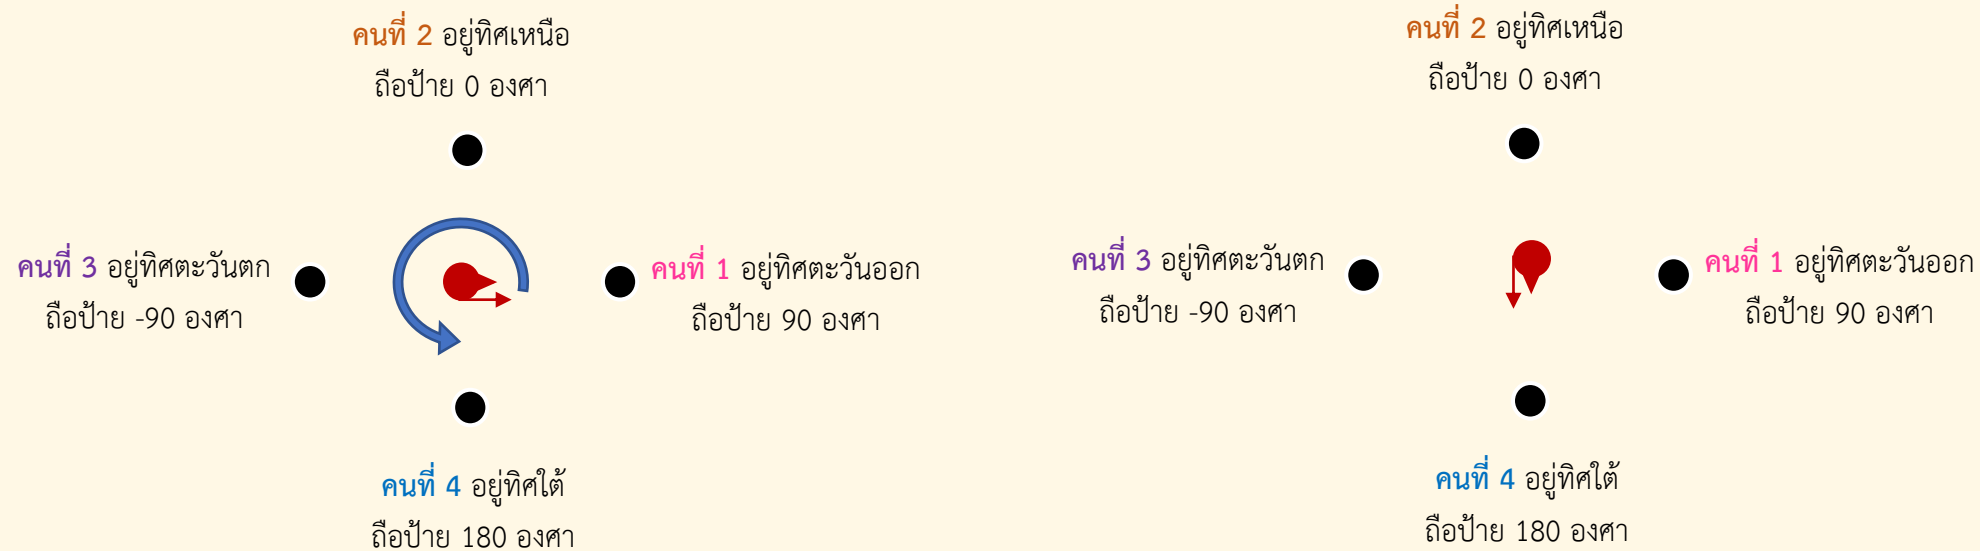 คนที่ 2 อยู่ทิศเหนือ
ถือป้าย 0 องศา
คนที่ 3 อยู่ทิศตะวันตก
ถือป้าย -90 องศา
คนที่ 1 อยู่ทิศตะวันออก
ถือป้าย 90 องศา
คนที่ 4 อยู่ทิศใต้
ถือป้าย 180 องศา
คนที่ 2 อยู่ทิศเหนือ
ถือป้าย 0 องศา
คนที่ 3 อยู่ทิศตะวันตก
ถือป้าย -90 องศา
คนที่ 1 อยู่ทิศตะวันออก
ถือป้าย 90 องศา
คนที่ 4 อยู่ทิศใต้
ถือป้าย 180 องศา